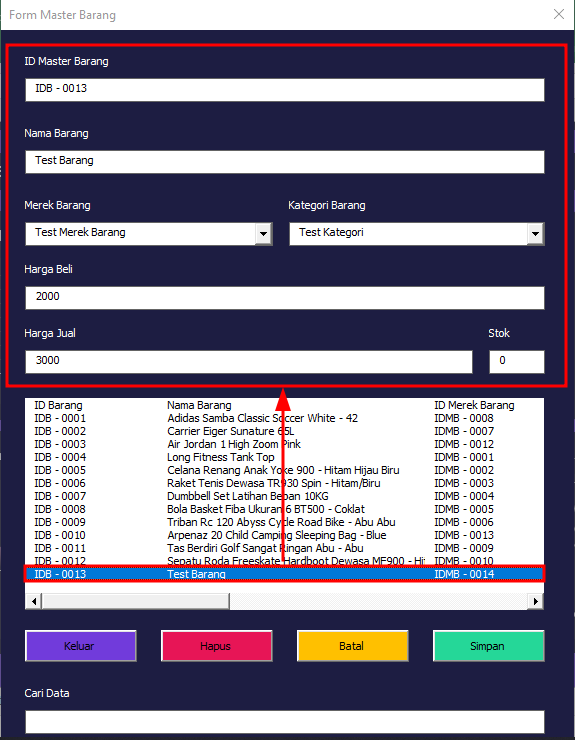 Form Master Barang
ID Master Barang
IDB - 0013
Nama Barang
Test Barang
Merek Barang Kategori Barang
Test Merek Barang Test Kategori
Harga Beli
2000
Harga Jual Stok
3000 0
ID Barang Nama Barang ID Merek Barang
IDB - 0001 Adidas Samba Classic Soccer White - 42 IDMB - 0008
IDB - 0002 Carrier Eiger Sunature 65L IDMB - 0007
IDB - 0003 Air Jordan 1 High Zoom Pink IDMB - 0012
IDB - 0004 Long Fitness Tank Top IDMB - 0001
IDB - 0005 Celana Renang Anak Yoke 900 - Hitam Hijau Biru IDMB - 0002
IDB - 0006 Raket Tenis Dewasa TR930 Spin - Hitam/Biru IDMB - 0003
IDB - 0007 Dumbbell Set Latihan Beban 10KG IDMB - 0004
IDB - 0008 Bola Basket Fiba Ukuran 6 BT500 - Coklat IDMB - 0005
IDB - 0009 Triban Rc 120 Abyss Cycle Road Bike - Abu Abu IDMB - 0006
IDB - 0010 Arpenaz 20 Child Camping Sleeping Bag - Blue IDMB - 0013
IDB - 0011 Tas Berdiri Golf Sangat Ringan Abu - Abu IDMB - 0009
IDB - 0012 Sepatu Roda Freeskate Hardboot Dewasa MF900 - Hi IDMB - 0010
IDB - 0013 Test Barang IDMB - 0014
Keluar Hapus Batal Simpan
Cari Data